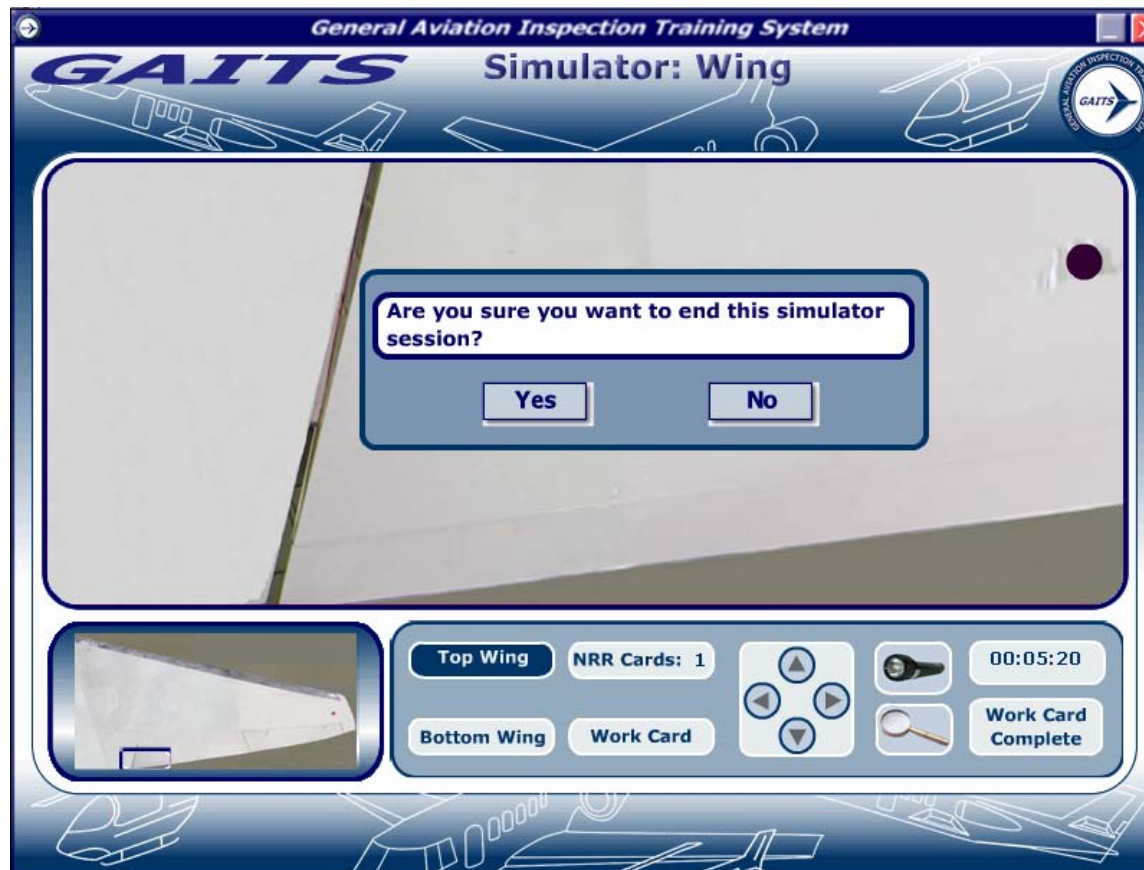 General Aviation Inspection Training System
GAITS
Simulator: Wing
GAITS
Are you sure you want to end this simulator
session?
Yes
No
Top Wing
NRR Cards: 1
00:05:20
Bottom Wing
Work Card
Work Card
Complete